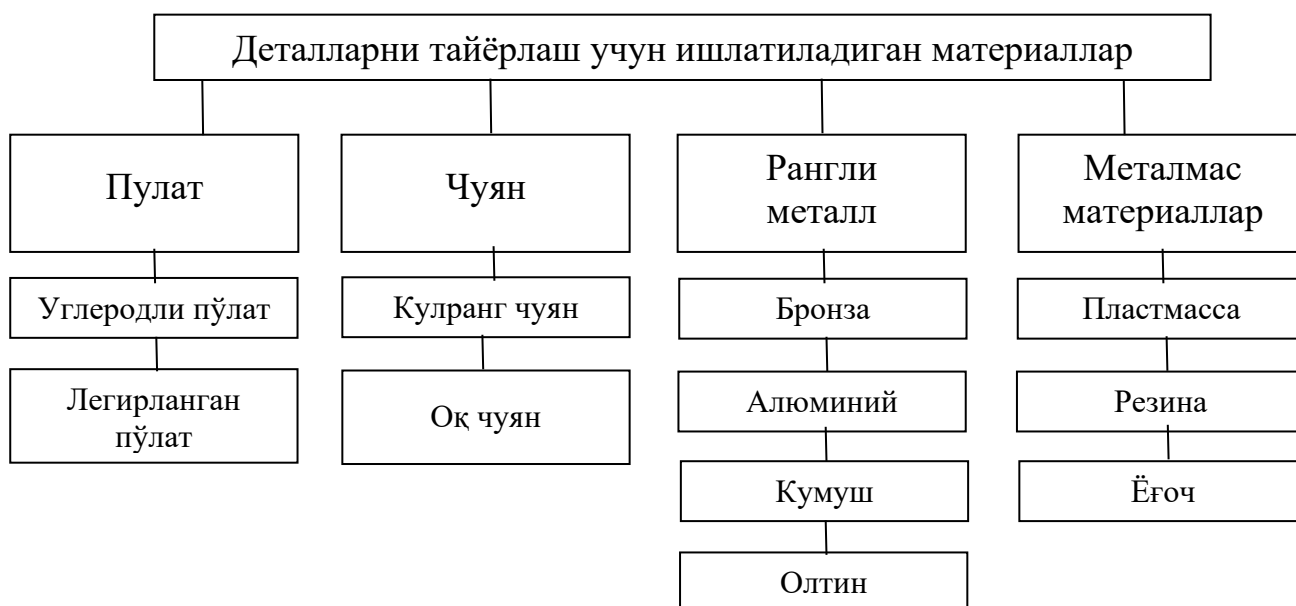 Деталларни тайёрлаш учун ишлатиладиган материаллар
Пулат
Чуян
Рангли
металл
Металмас
материаллар
Углеродли пўлат
Кулранг чуян
Бронза
Пластмасса
Легирланган
пўлат
Оқ чуян
Алюминий
Резина
Кумуш
Ёғоч
Олтин